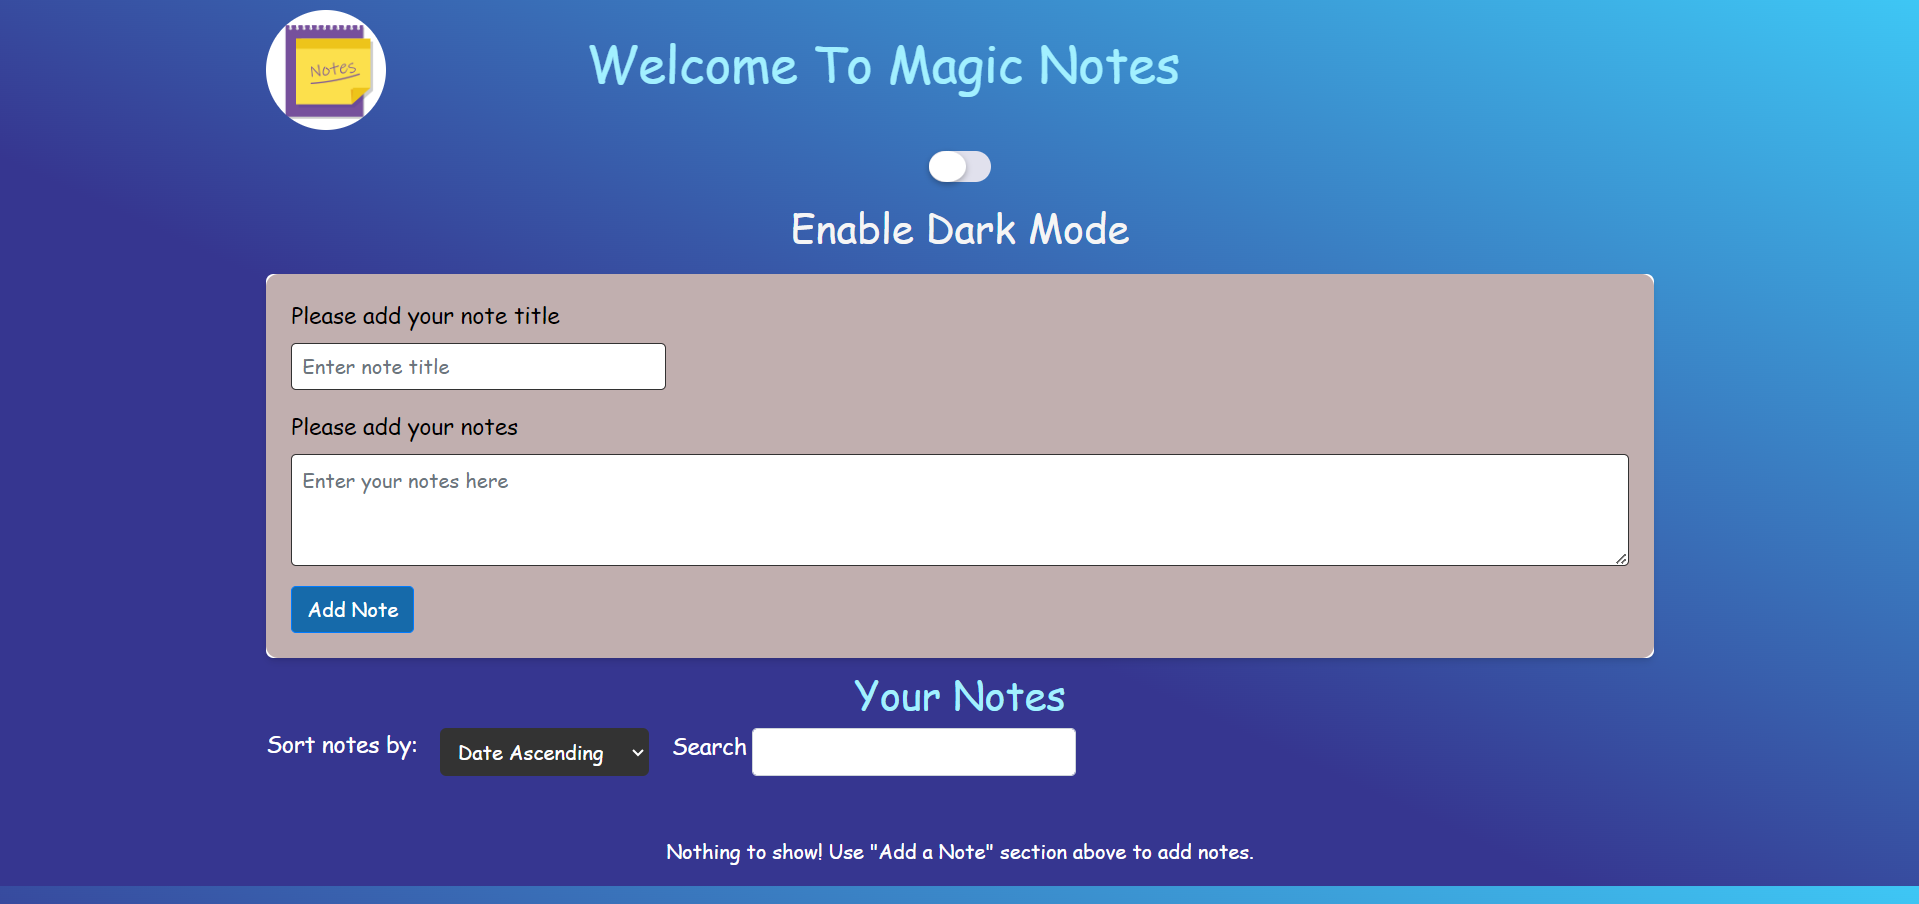 Notes
Welcome To Magic Notes
Enable Dark Mode
Please add your note title
Enter note title
Please add your notes
Enter your notes here
Add Note
Your Notes
Sort notes by: Date Ascending Search
Nothing to show! Use "Add a Note" section above to add notes.